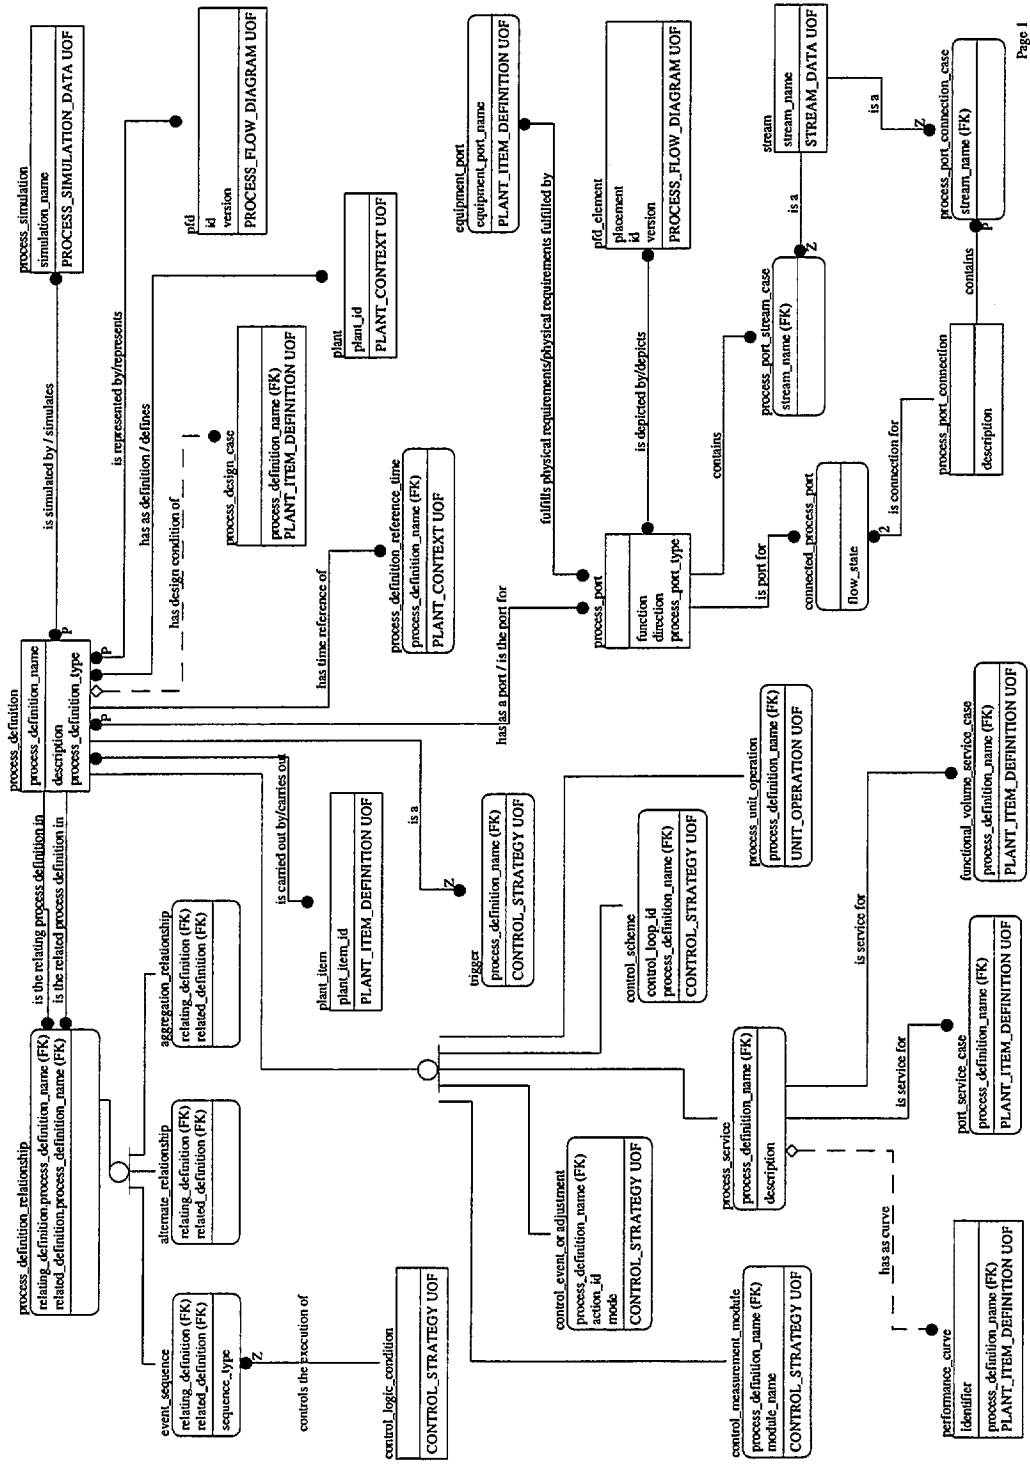 process_definition_relationship
relating_definition.process_definition_name (FK)
related_definition.process_definition_name (FK)
is the relating process definition in
is the related process definition in
process_definition
process_definition_name
description
process_definition_type
P
is simulated by / simulates
process_simulation
simulation_name
PROCESS_SIMULATION_DATA UOF
P
is represented by/represents
pfd
id
version
PROCESS_FLOW_DIAGRAM UOF
has as definition / defines
plant
plant_id
PLANT_CONTEXT UOF
has design condition of
process_design_case
process_definition_name (FK)
PLANT_ITEM_DEFINITION UOF
has time reference of
process_definition_reference_time
process_definition_name (FK)
PLANT_CONTEXT UOF
P
has as a port / is the port for
event_sequence
relating_definition (FK)
related_definition (FK)
sequence_type
Z
controls the execution of
alternate_relationship
relating_definition (FK)
related_definition (FK)
aggregation_relationship
relating_definition (FK)
related_definition (FK)
is carried out by/carries out
plant_item
plant_item_id
PLANT_ITEM_DEFINITION UOF
is a
Z
trigger
process_definition_name (FK)
CONTROL_STRATEGY UOF
control_logic_condition
CONTROL_STRATEGY UOF
control_event_or adjustment
process_definition_name (FK)
action_id
mode
CONTROL_STRATEGY UOF
control_scheme
control_loop_id
process_definition_name (FK)
CONTROL_STRATEGY UOF
process_unit_operation
process_definition_name (FK)
UNIT_OPERATION UOF
control_measurement_module
process_definition_name (FK)
module_name
CONTROL_STRATEGY UOF
process_service
process_definition_name (FK)
description
has as curve
is service for
is service for
performance_curve
identifier
process_definition_name (FK)
PLANT_ITEM_DEFINITION UOF
port_service_case
process_definition_name (FK)
PLANT_ITEM_DEFINITION UOF
functional_volume_service_case
process_definition_name (FK)
PLANT_ITEM_DEFINITION UOF
equipment_port
equipment_port_name
PLANT_ITEM_DEFINITION UOF
fulfills physical requirements/physical requirements fulfilled by
process_port
function
direction
process_port_type
is depicted by/depicts
pfd_element
placement
id
version
PROCESS_FLOW_DIAGRAM UOF
contains
process_port_stream_case
stream_name (FK)
Z
is a
stream
stream_name
STREAM_DATA UOF
is port for
connected_process_port
flow_state
2
is connection for
process_port_connection
description
contains
P
process_port_connection_case
stream_name (FK)
Z
is a
Page 1